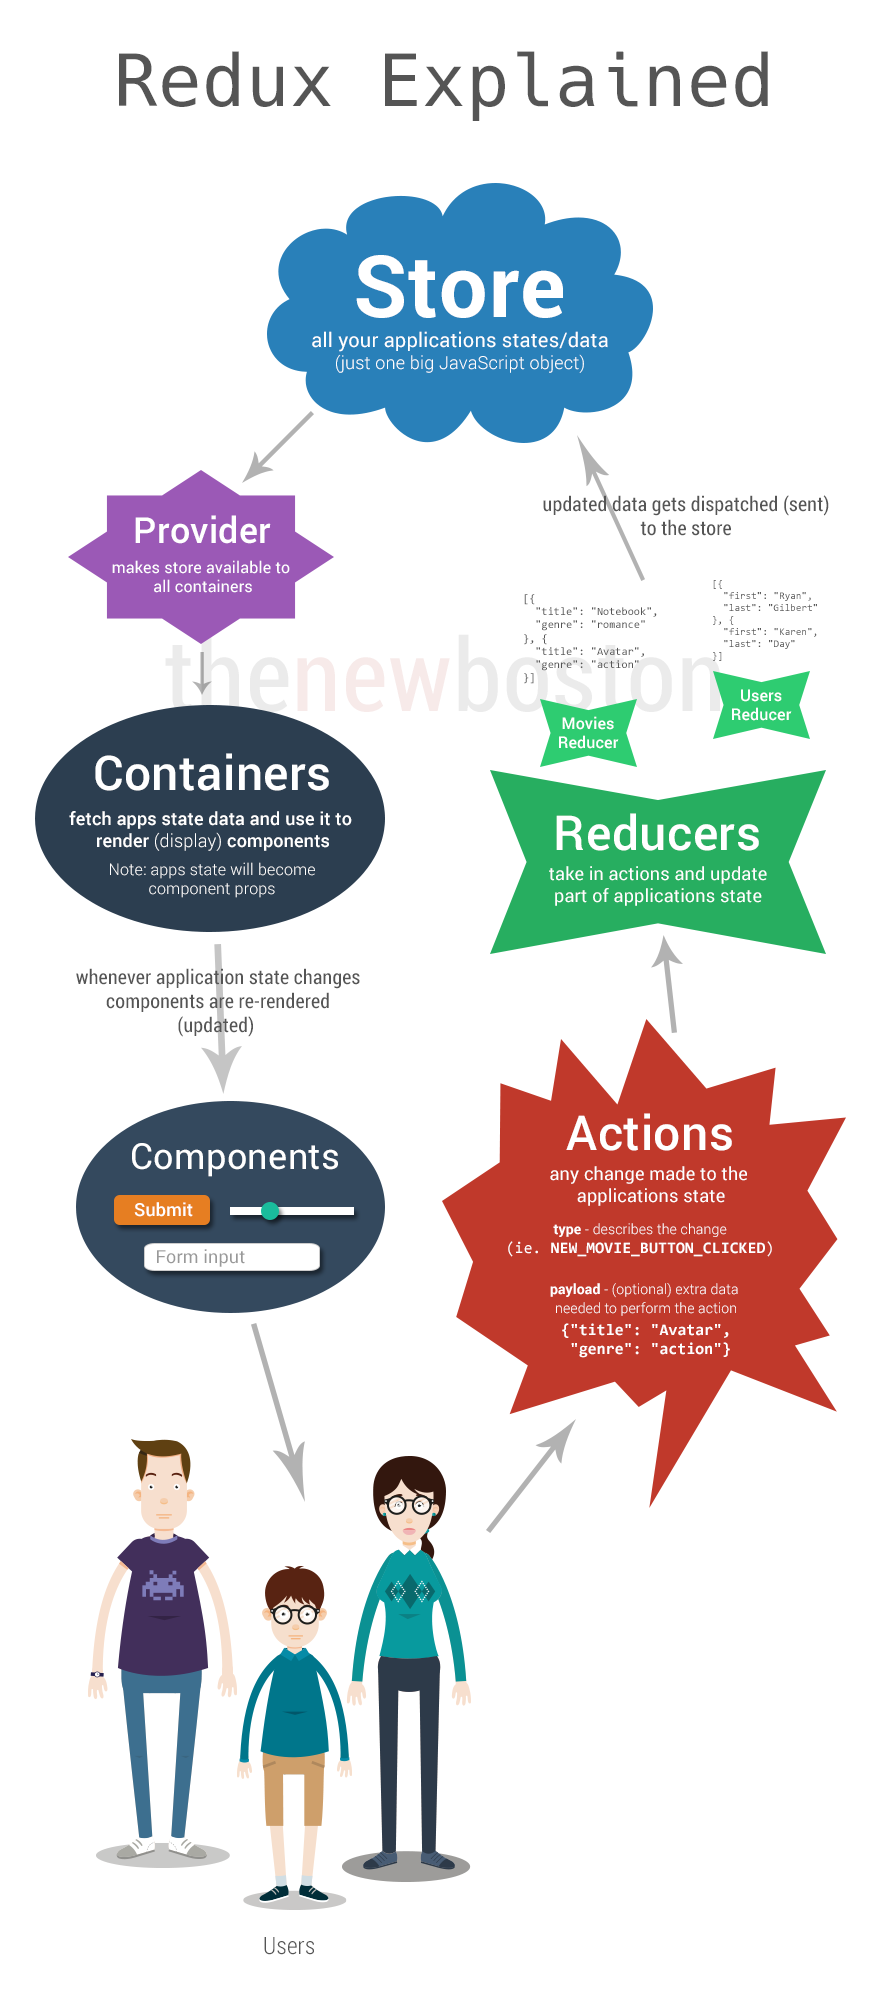 Redux Explained
Store
all your applications states/data
(just one big JavaScript object)
Provider
makes store available to
all containers
Containers
fetch apps state data and use it to
render (display) components
Note: apps state will become
component props
whenever application state changes
components are re-rendered
(updated)
Components
Submit
Form input
Users
Actions
any change made to the
applications state
type - describes the change
(ie. NEW_MOVIE_BUTTON_CLICKED)
payload - (optional) extra data
needed to perform the action
{"title": "Avatar",
"genre": "action"}
Reducers
take in actions and update
part of applications state
Movies
Reducer
Users
Reducer
[{
"title": "Notebook",
"genre": "romance"
}, {
"title": "Avatar",
"genre": "action"
}]
[{
"first": "Ryan",
"last": "Gilbert"
}, {
"first": "Karen",
"last": "Day"
}]
updated data gets dispatched (sent)
to the store
thenewboston